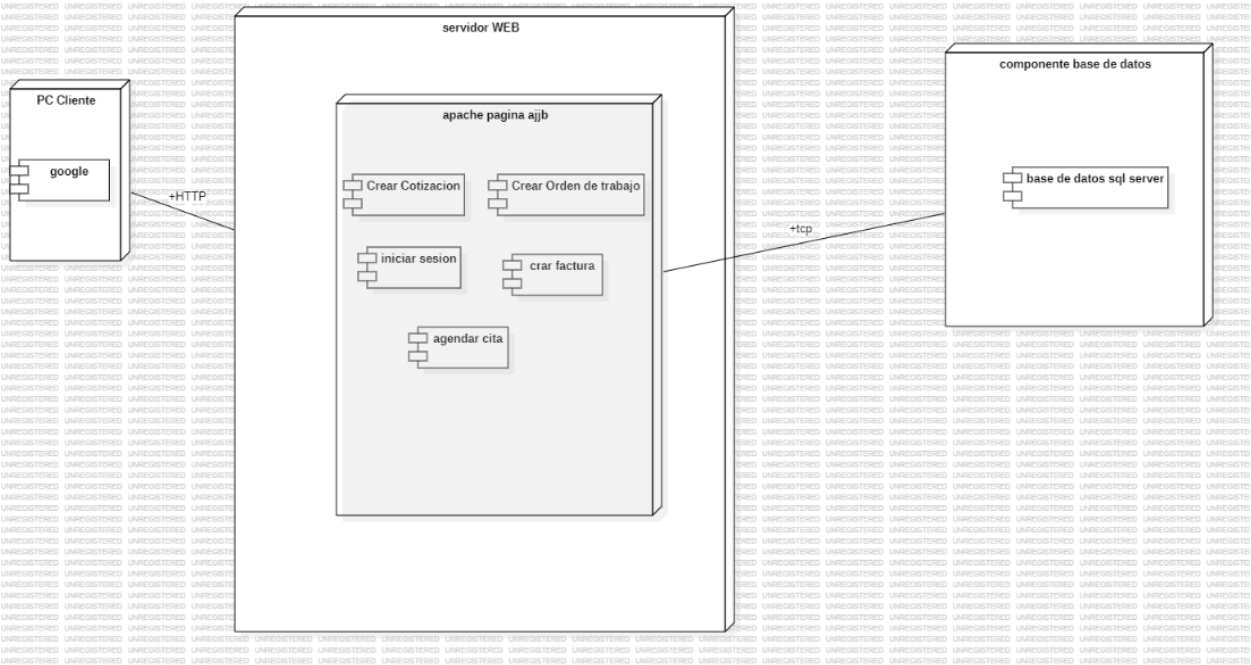 servidor WEB
componente base de datos
PC Cliente
apache pagina ajjb
google
Crear Cotizacion
Crear Orden de trabajo
base de datos sql server
+HTTP
+tcp
iniciar sesion
crar factura
agendar cita
UNREGISTERED